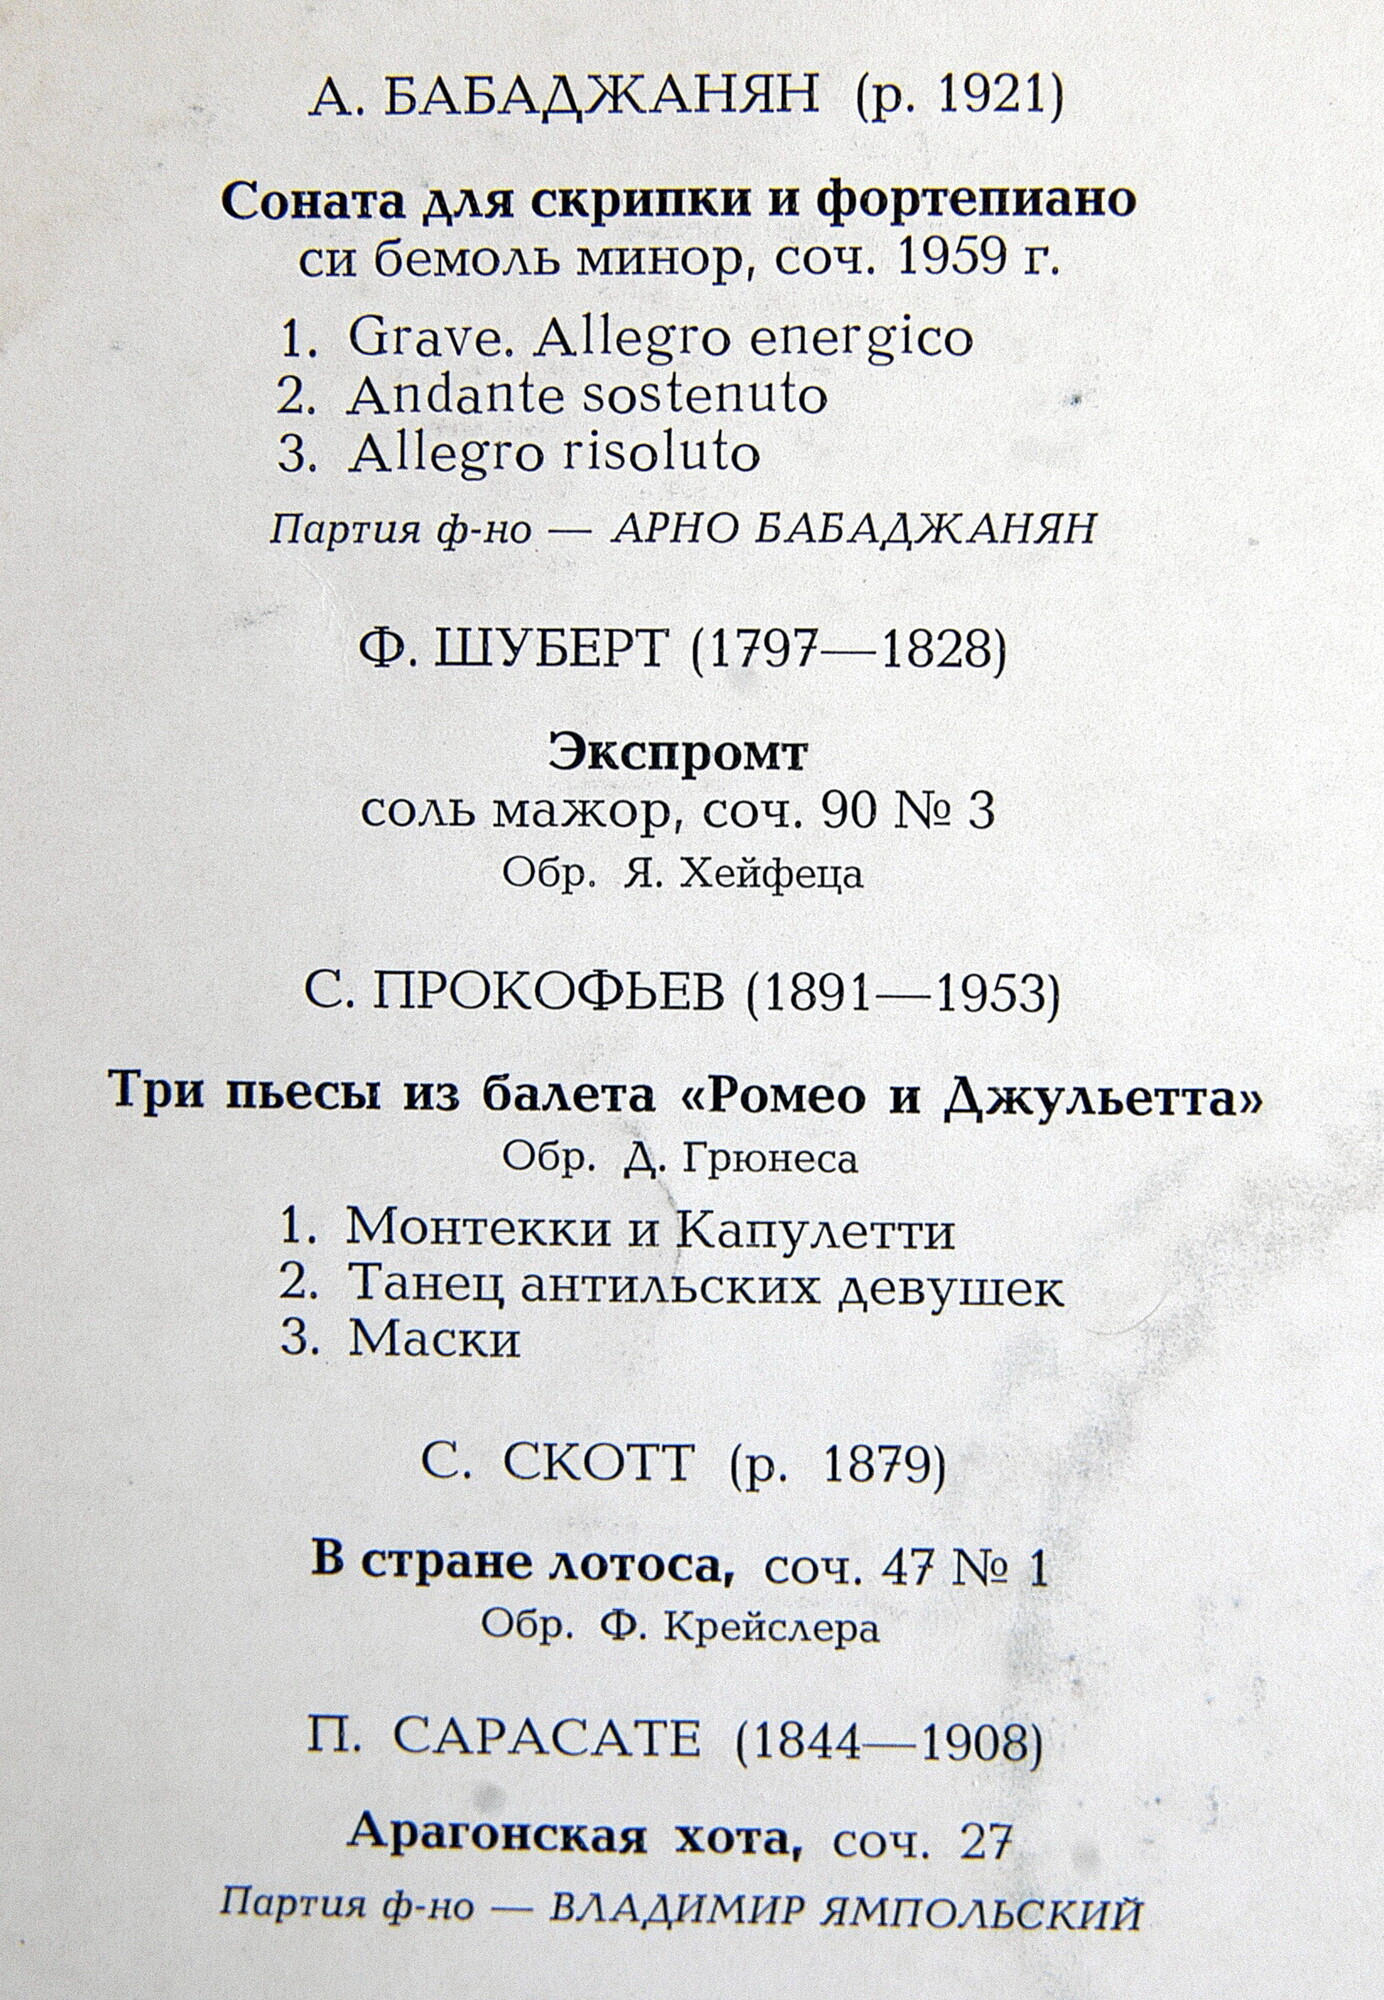 А. БАБАДЖАНЯН (р. 1921)
Соната для скрипки и фортепиано
си бемоль минор, соч. 1959 г.
1. Grave. Allegro energico
2. Andante sostenuto
3. Allegro risoluto
Партия ф-но — АРНО БАБАДЖАНЯН
Ф. ШУБЕРТ (1797—1828)
Экспромт
соль мажор, соч. 90 № 3
Обр. Я. Хейфеца
С. ПРОКОФЬЕВ (1891—1953)
Три пьесы из балета «Ромео и Джульетта»
Обр. Д. Грюнеса
1. Монтекки и Капулетти
2. Танец антильских девушек
3. Маски
С. СКОТТ (р. 1879)
В стране лотоса, соч. 47 № 1
Обр. Ф. Крейслера
П. САРАСАТЕ (1844—1908)
Арагонская хота, соч. 27
Партия ф-но — ВЛАДИМИР ЯМПОЛЬСКИЙ